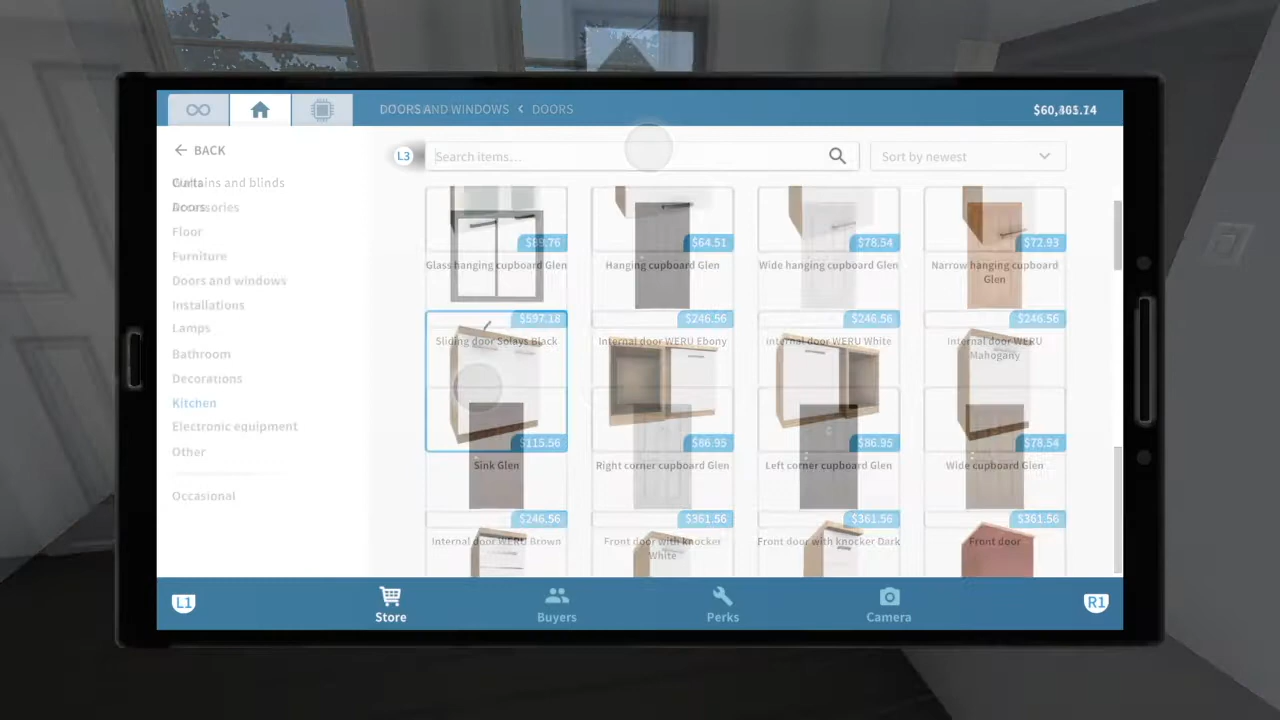 DOORS AND WINDOWS < DOORS
BACK
L3
Search items...
Sort by newest
Curtains and blinds
Walls
Accessories
Doors
Floor
Furniture
Doors and windows
Installations
Lamps
Bathroom
Decorations
Kitchen
Electronic equipment
Other
Occasional
$89.76
$64.51
$78.54
$72.93
Glass hanging cupboard Glen
Hanging cupboard Glen
Wide hanging cupboard Glen
Narrow hanging cupboard
Glen
$597.18
$246.56
$246.56
$246.56
Sliding door Solays Black
Internal door WERU Ebony
Internal door WERU White
Internal door WERU
Mahogany
$115.56
$86.95
$86.95
$78.54
Sink Glen
Right corner cupboard Glen
Left corner cupboard Glen
Wide cupboard Glen
$246.56
$361.56
$361.56
$361.56
Internal door WERU Brown
Front door with knocker
White
Front door with knocker Dark
Front door
L1
Store
Buyers
Perks
Camera
R1